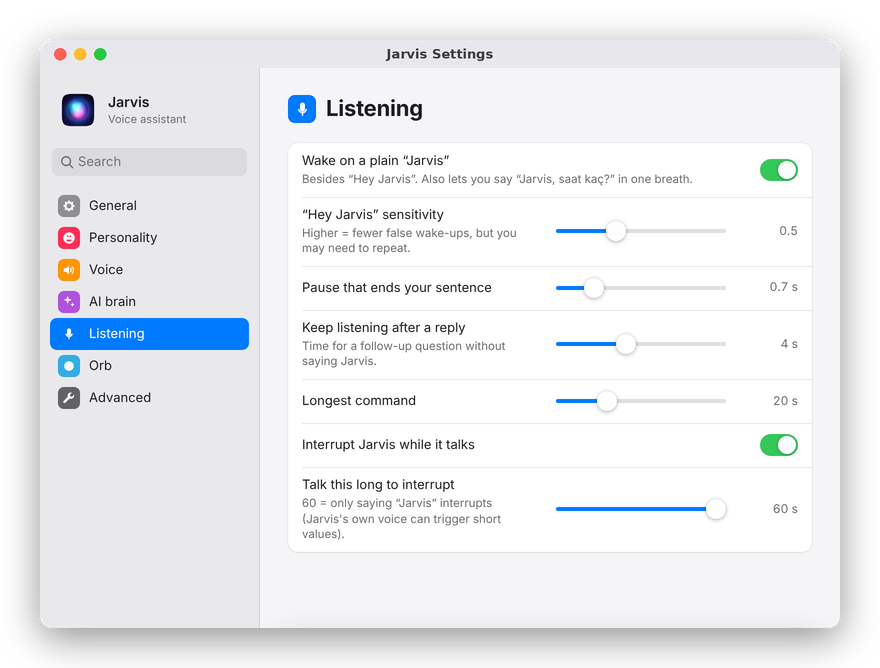 Jarvis Settings
Jarvis
Voice assistant
Search
General
Personality
Voice
AI brain
Listening
Orb
Advanced
Listening
Wake on a plain “Jarvis”
Besides “Hey Jarvis”. Also lets you say “Jarvis, saat kaç?” in one breath.
“Hey Jarvis” sensitivity
Higher = fewer false wake-ups, but you
may need to repeat.
0.5
Pause that ends your sentence
0.7 s
Keep listening after a reply
Time for a follow-up question without
saying Jarvis.
4 s
Longest command
20 s
Interrupt Jarvis while it talks
Talk this long to interrupt
60 = only saying “Jarvis” interrupts
(Jarvis's own voice can trigger short
values).
60 s